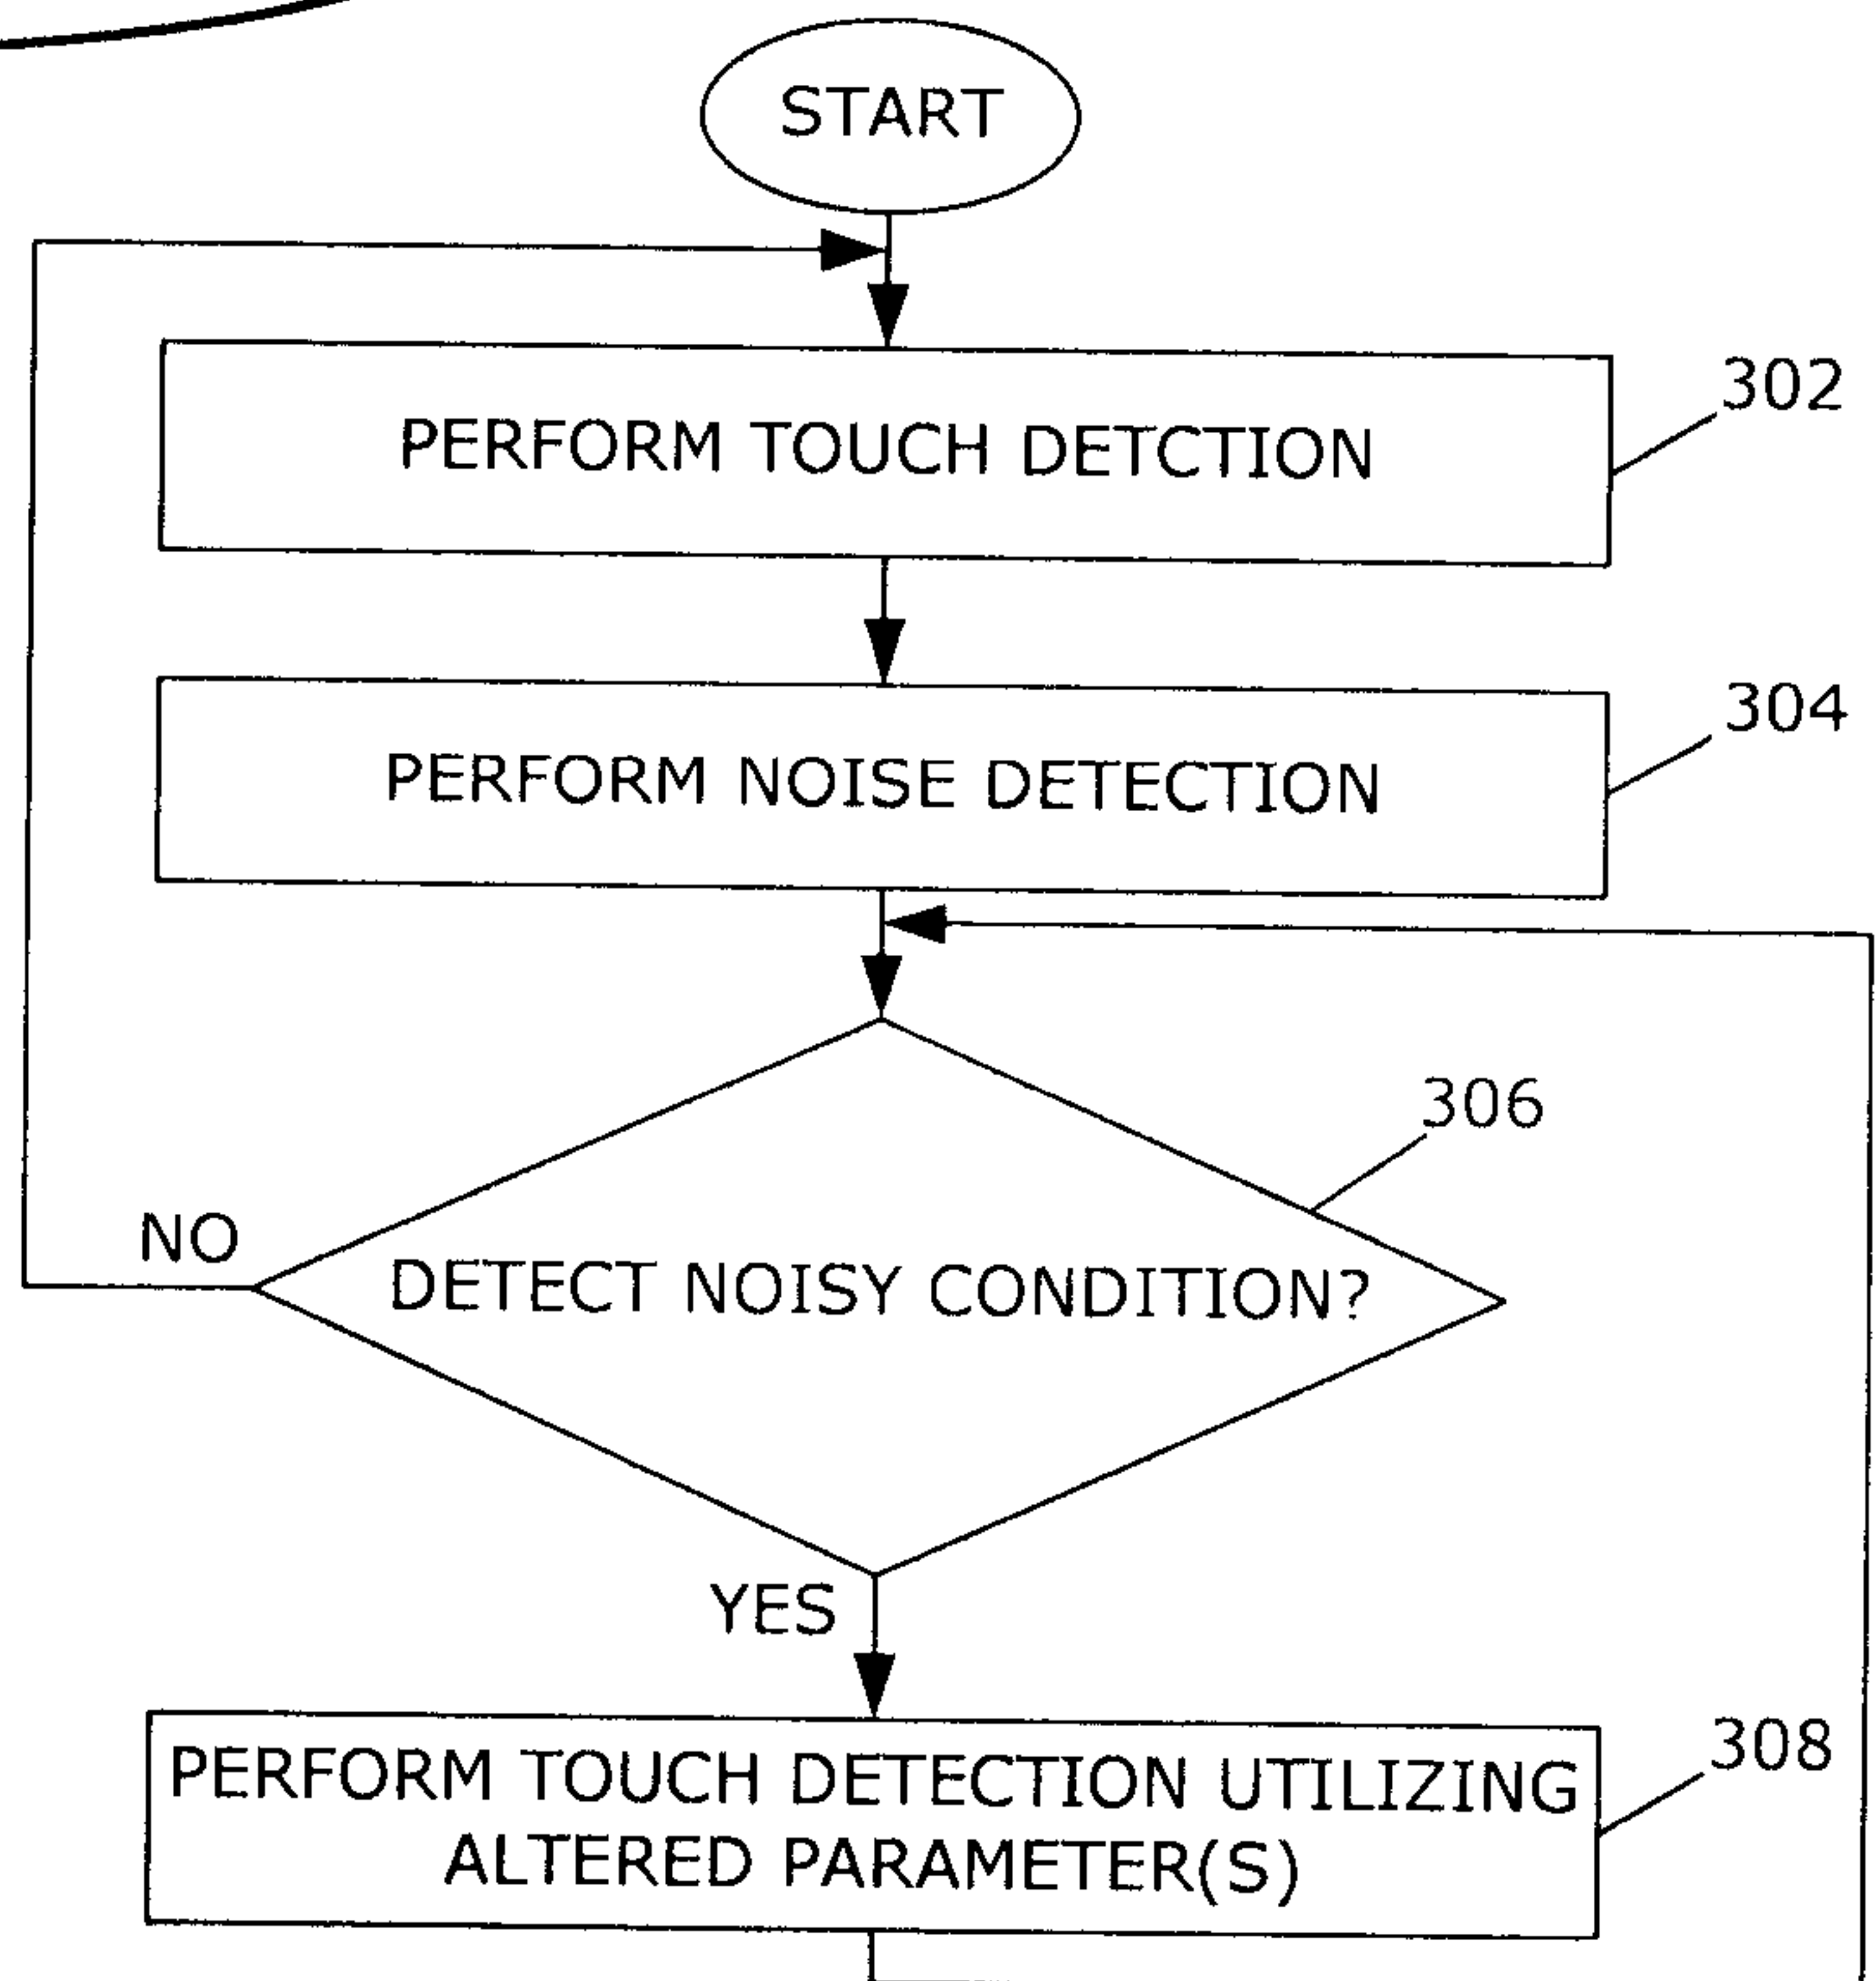 START
PERFORM TOUCH DETCTION
302
PERFORM NOISE DETECTION
304
306
NO
DETECT NOISY CONDITION?
YES
308
PERFORM TOUCH DETECTION UTILIZING
ALTERED PARAMETER(S)